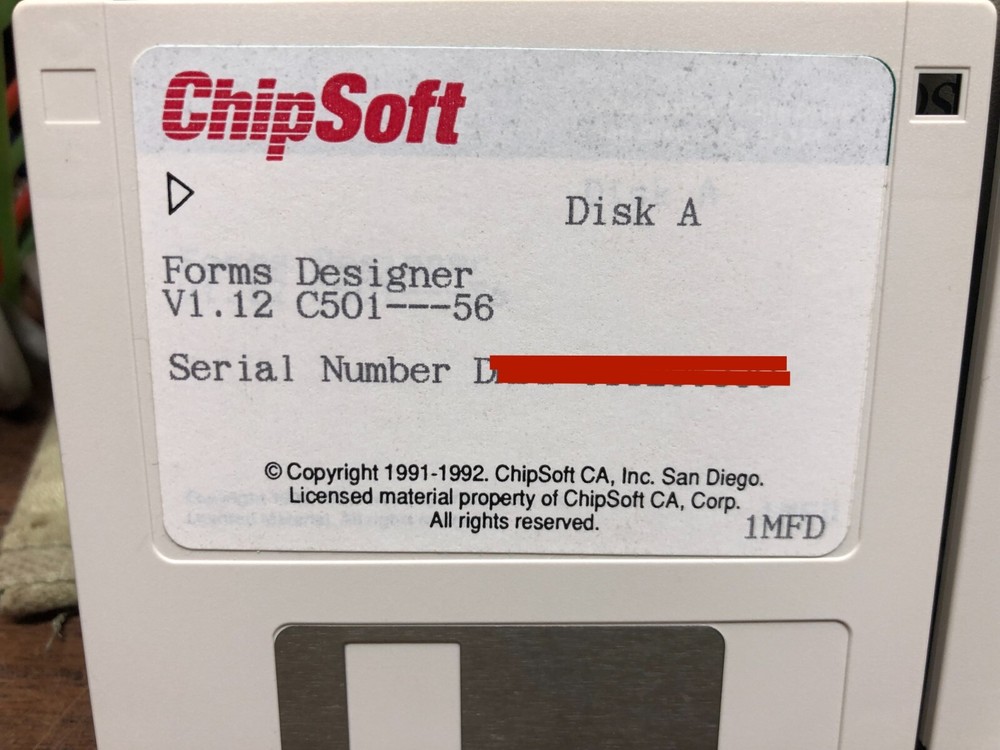 ChipSoft
Disk A
Forms Designer
V1.12 C501---56
Serial Number
© Copyright 1991-1992. ChipSoft CA, Inc. San Diego.
Licensed material property of ChipSoft CA, Corp.
All rights reserved.
1MFD